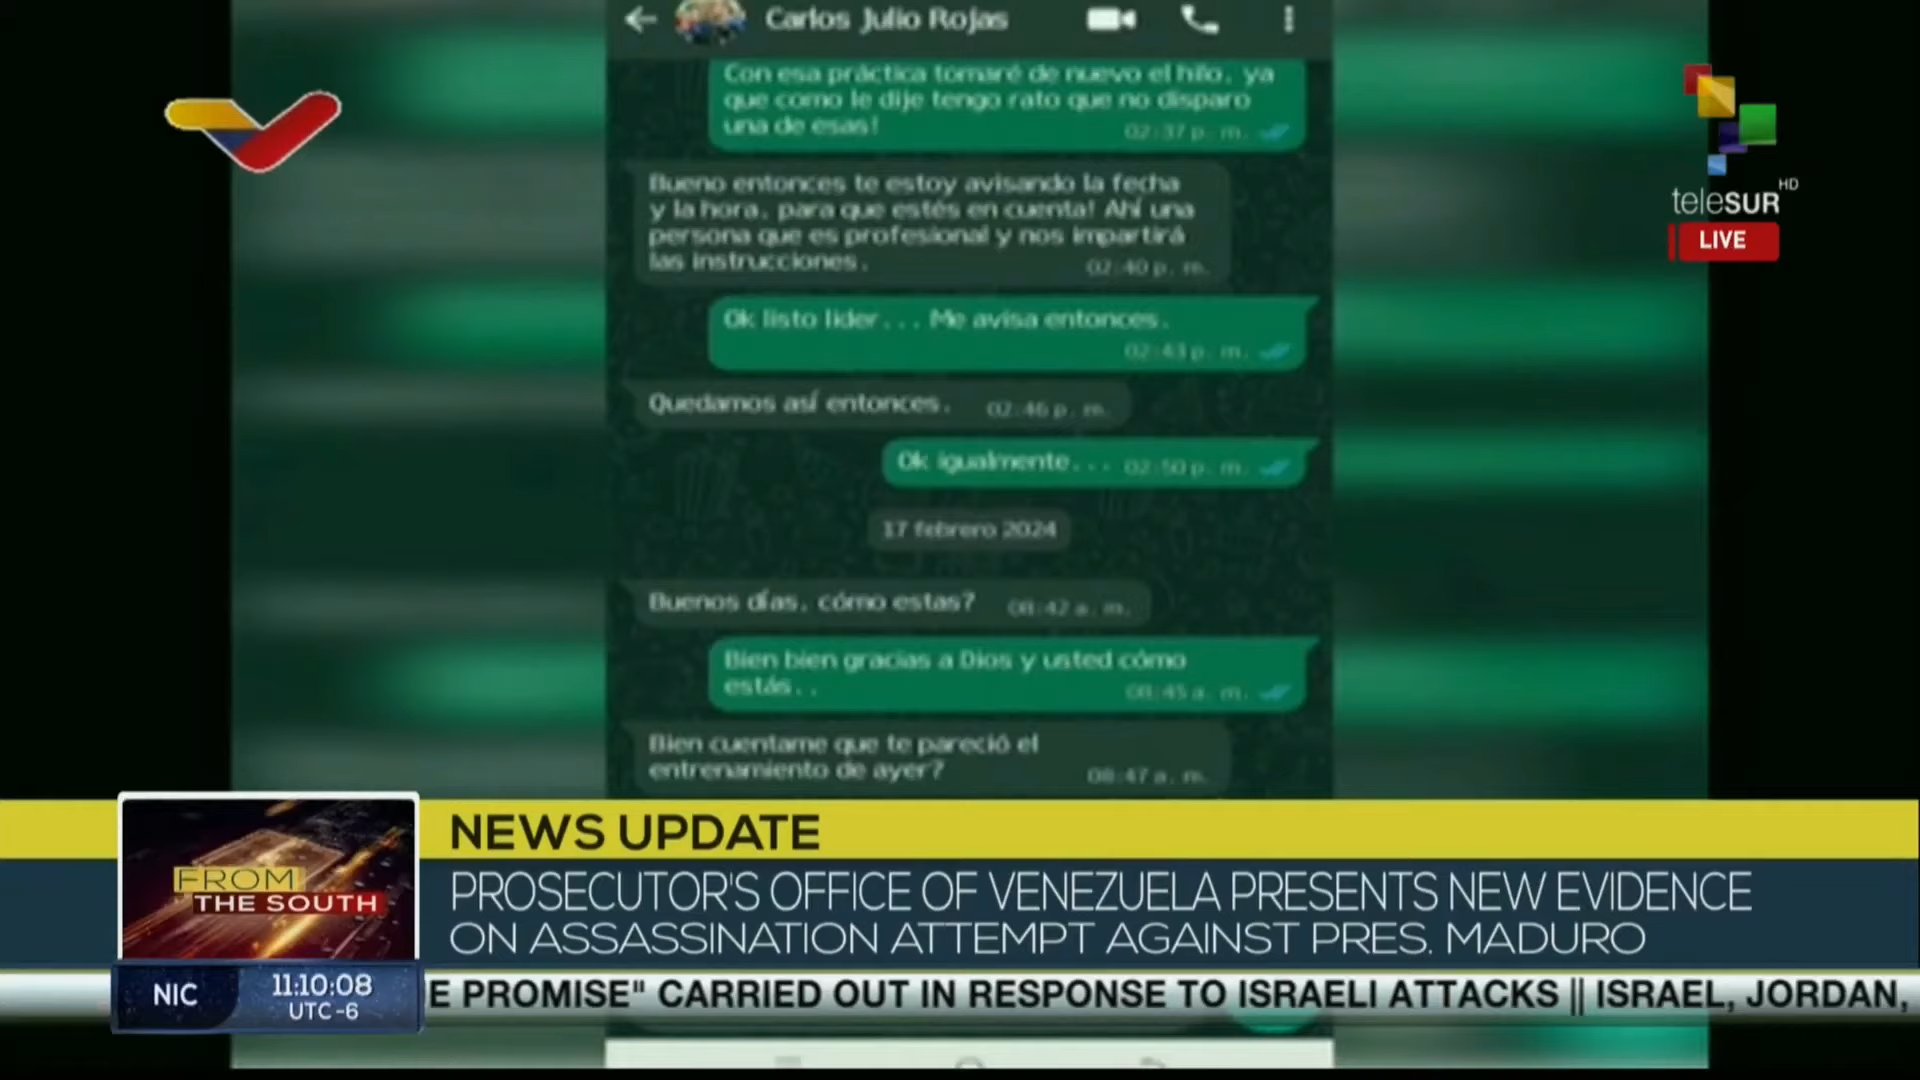 Carlos Julio Rojas
Con esa práctica tomaré de nuevo el hilo, ya
que como le dije tengo rato que no disparo
una de esas!
02:37 p. m.
Bueno entonces te estoy avisando la fecha
y la hora, para que estés en cuenta! Ahí una
persona que es profesional y nos impartirá
las instrucciones.
02:40 p. m.
Ok listo lider... Me avisa entonces.
02:43 p. m.
Quedamos así entonces.
02:46 p. m.
Ok igualmente...
02:50 p. m.
17 febrero 2024
Buenos días, cómo estas?
08:42 a. m.
Bien bien gracias a Dios y usted cómo
estás..
08:45 a. m.
Bien cuentame que te pareció el
entrenamiento de ayer?
08:47 a. m.
teleSUR HD
LIVE
NEWS UPDATE
PROSECUTOR'S OFFICE OF VENEZUELA PRESENTS NEW EVIDENCE
ON ASSASSINATION ATTEMPT AGAINST PRES. MADURO
FROM
THE SOUTH
NIC
11:10:08
UTC-6
E PROMISE" CARRIED OUT IN RESPONSE TO ISRAELI ATTACKS || ISRAEL, JORDAN,